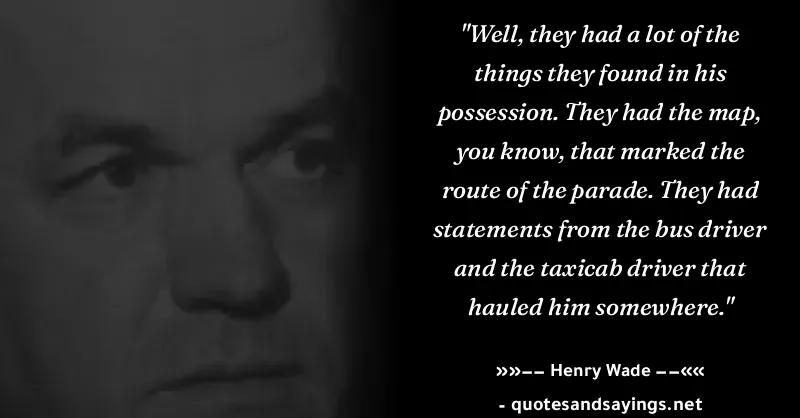 "Well, they had a lot of the
things they found in his
possession. They had the map,
you know, that marked the
route of the parade. They had
statements from the bus driver
and the taxicab driver that
hauled him somewhere."
»»−− Henry Wade −−««
- quotesandsayings.net